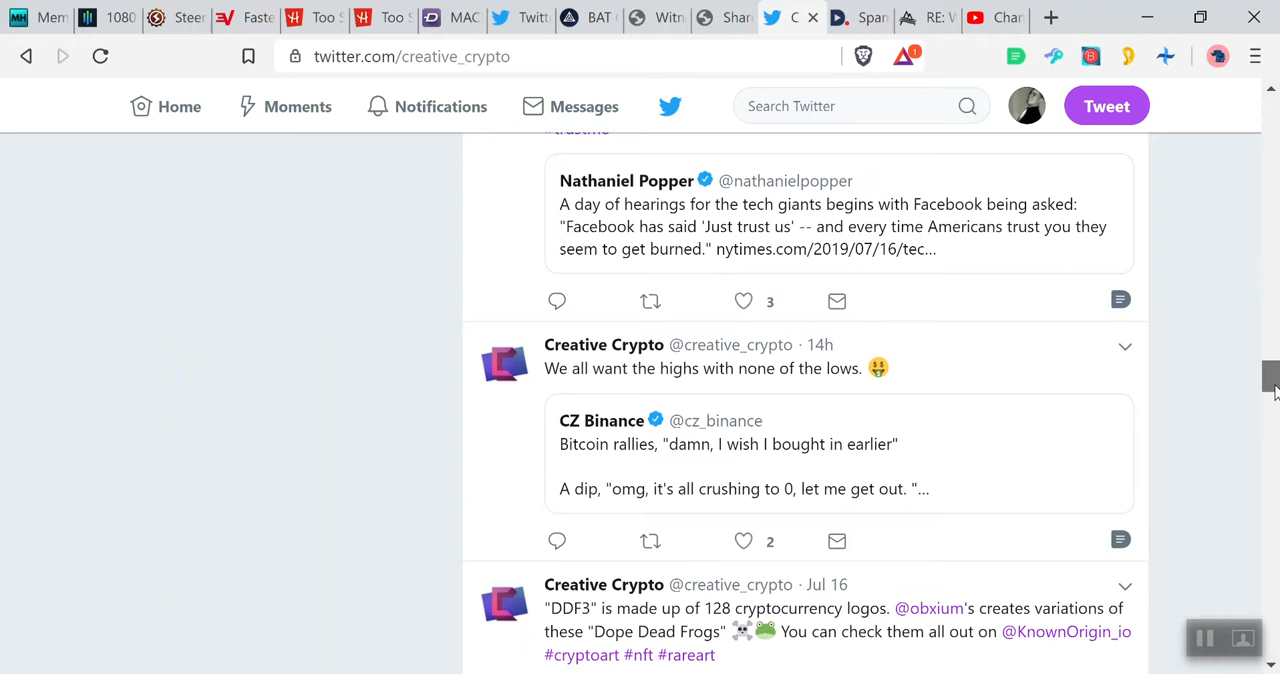 Mem 1080 Steer Faste Too S Too S MAC Twitt BAT Witn Shar C Span RE: V Chan
twitter.com/creative_crypto
1
Home Moments Notifications Messages Search Twitter Tweet
#trustme
Nathaniel Popper @nathanielpopper
A day of hearings for the tech giants begins with Facebook being asked:
"Facebook has said 'Just trust us' -- and every time Americans trust you they
seem to get burned." nytimes.com/2019/07/16/tec...
3
Creative Crypto @creative_crypto · 14h
We all want the highs with none of the lows. 🤑
CZ Binance @cz_binance
Bitcoin rallies, "damn, I wish I bought in earlier"
A dip, "omg, it's all crushing to 0, let me get out. "...
2
Creative Crypto @creative_crypto · Jul 16
"DDF3" is made up of 128 cryptocurrency logos. @obxium's creates variations of
these "Dope Dead Frogs" ☠️🐸 You can check them all out on @KnownOrigin_io
#cryptoart #nft #rareart